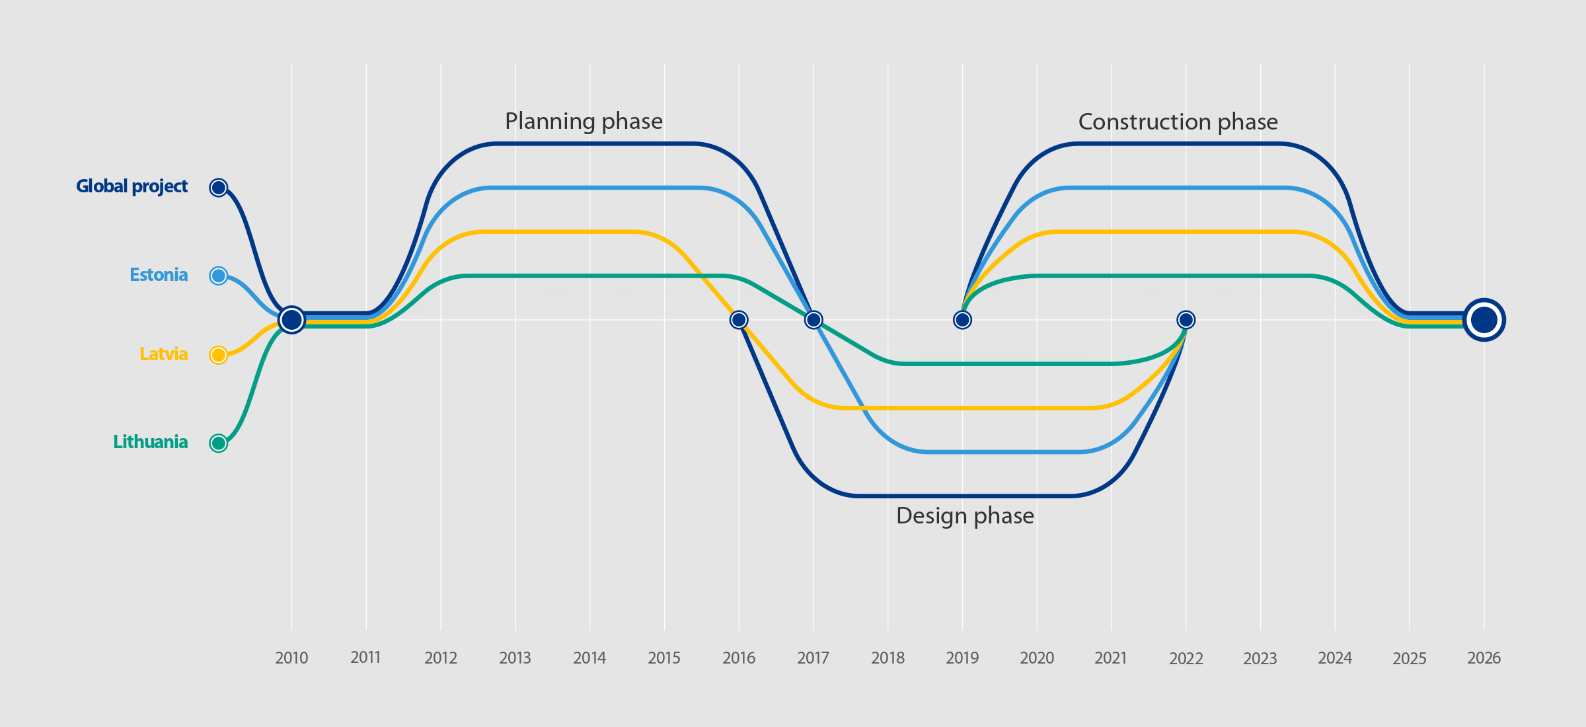 Planning phase
Construction phase
Global project
Estonia
Latvia
Lithuania
Design phase
2010 2011 2012 2013 2014 2015 2016 2017 2018 2019 2020 2021 2022 2023 2024 2025 2026